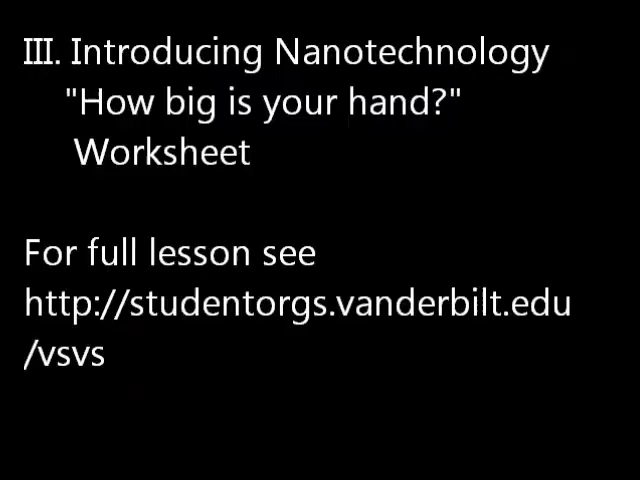 III. Introducing Nanotechnology
"How big is your hand?"
Worksheet
For full lesson see
http://studentorgs.vanderbilt.edu
/vsvs